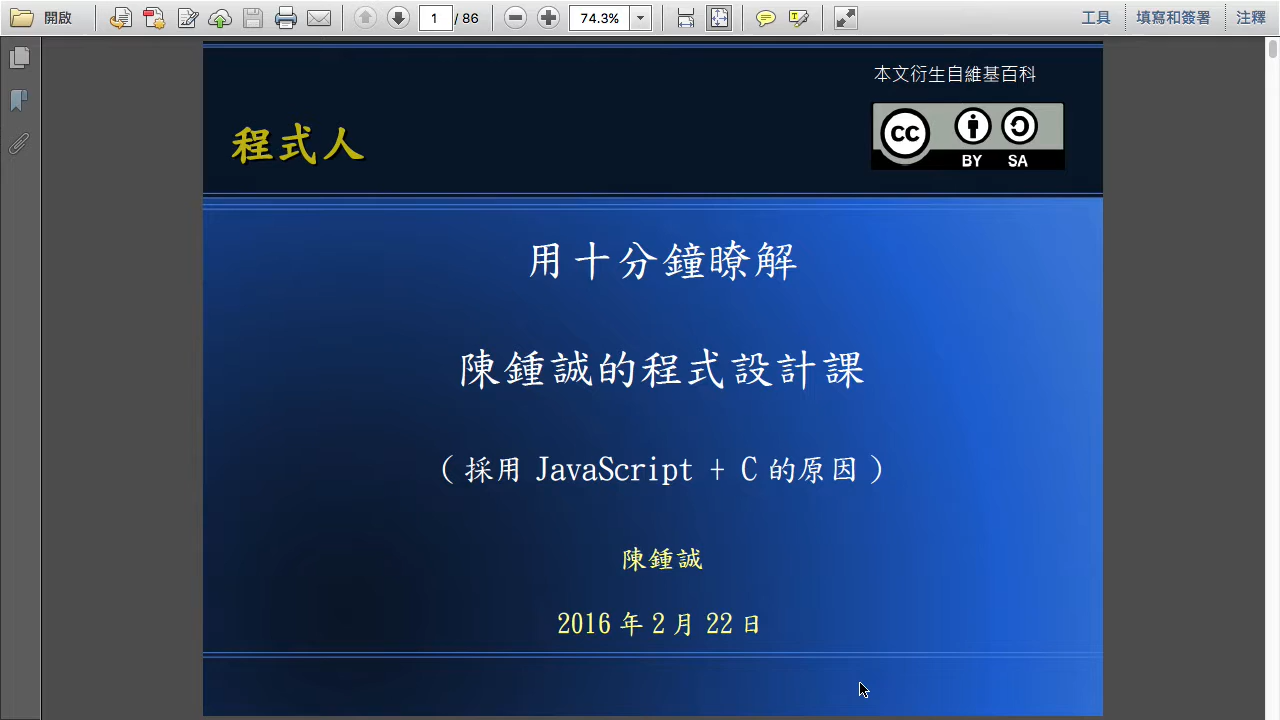 開啟
1 / 86
74.3%
工具
填寫和簽署
注釋
本文衍生自維基百科
程式人
cc
BY SA
用十分鐘瞭解
陳鍾誠的程式設計課
( 採用 JavaScript + C 的原因 )
陳鍾誠
2016 年 2 月 22 日